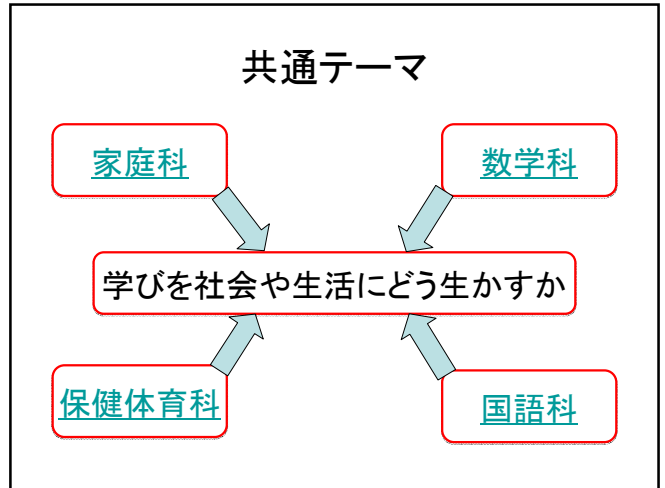 共通テーマ
家庭科
数学科
学びを社会や生活にどう生かすか
保健体育科
国語科